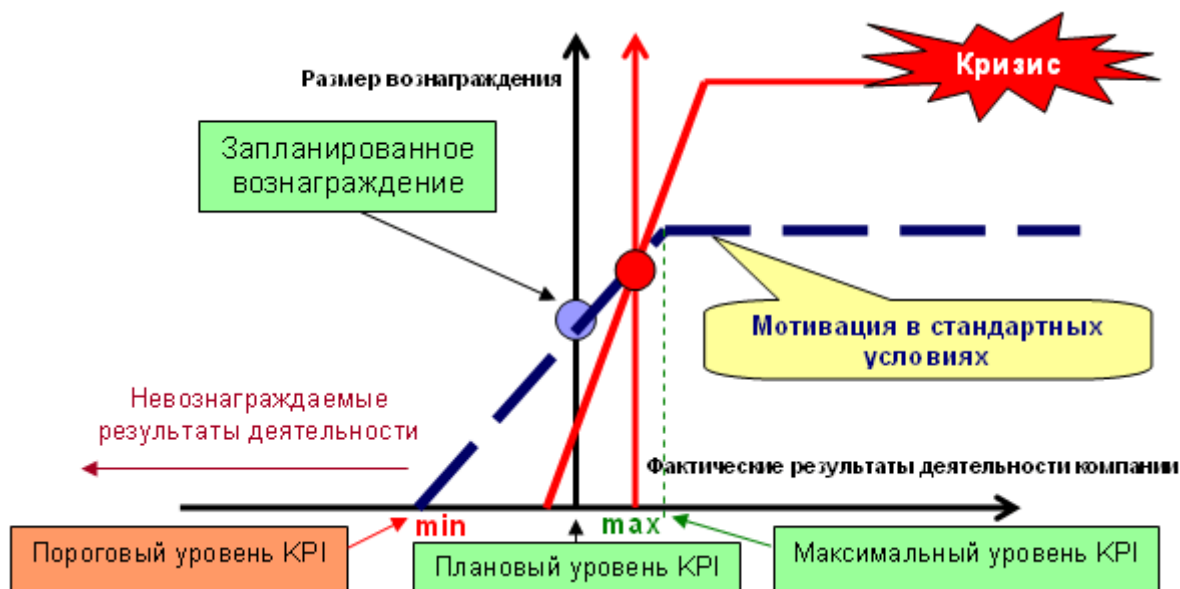 Размер вознаграждения
Кризис
Запланированное
вознаграждение
Мотивация в стандартных
условиях
Невознаграждаемые
результаты деятельности
Фактические результаты деятельности компании
min
max
Пороговый уровень KPI
Плановый уровень KPI
Максимальный уровень KPI